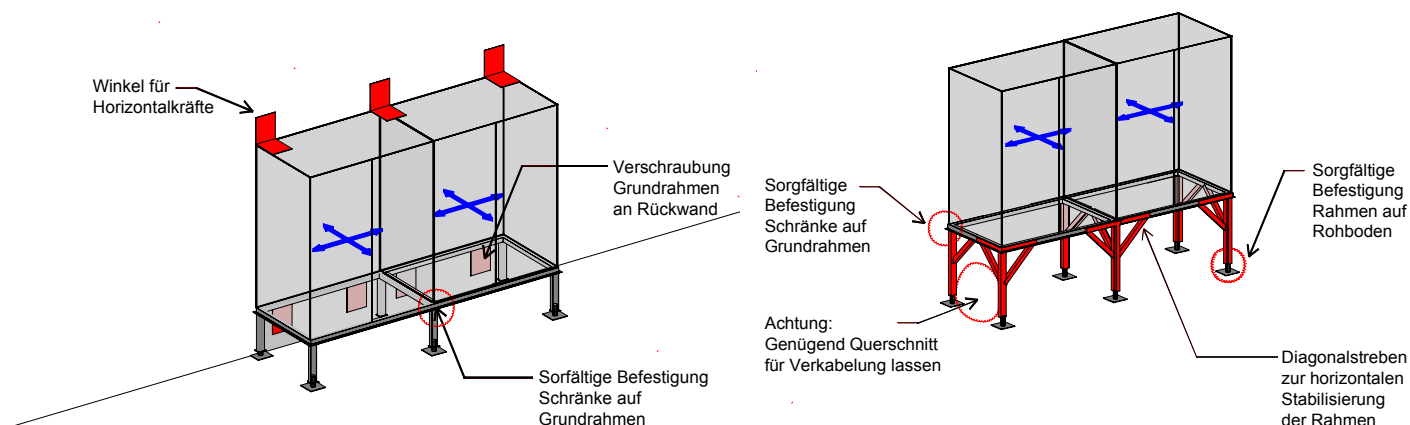 Winkel für
Horizontalkräfte
Verschraubung
Grundrahmen
an Rückwand
Sorfältige Befestigung
Schränke auf
Grundrahmen
Sorgfältige
Befestigung
Schränke auf
Grundrahmen
Achtung:
Genügend Querschnitt
für Verkabelung lassen
Sorgfältige
Befestigung
Rahmen auf
Rohboden
Diagonalstreben
zur horizontalen
Stabilisierung
der Rahmen